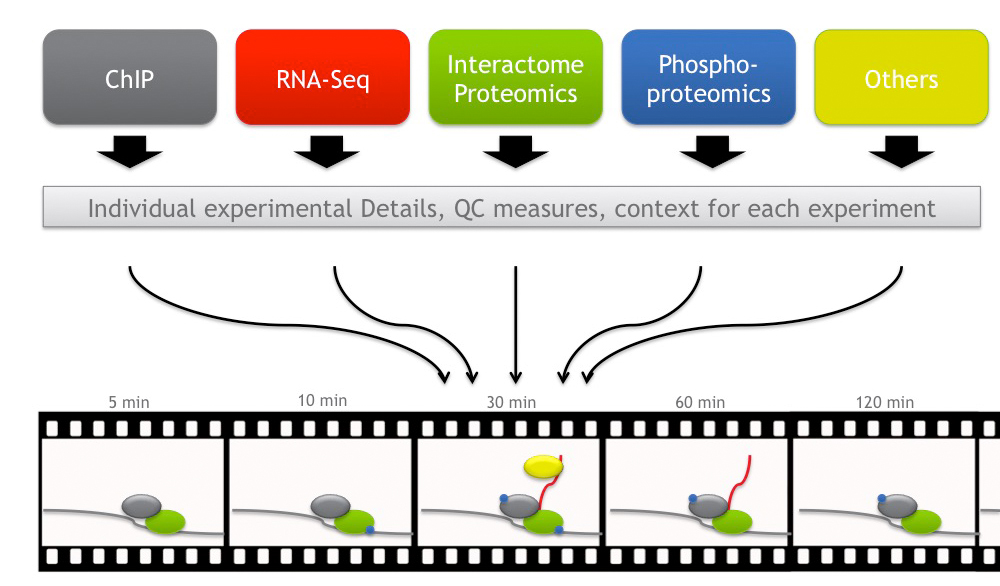 ChIP
RNA-Seq
Interactome
Proteomics
Phospho-
proteomics
Others
Individual experimental Details, QC measures, context for each experiment
5 min
10 min
30 min
60 min
120 min